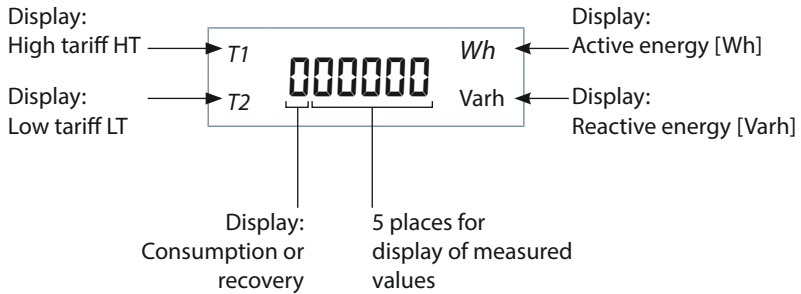 Display:
High tariff HT
Display:
Low tariff LT
T1
T2
000000
Wh
Varh
Display:
Active energy [Wh]
Display:
Reactive energy [Varh]
Display:
Consumption or
recovery
5 places for
display of measured
values